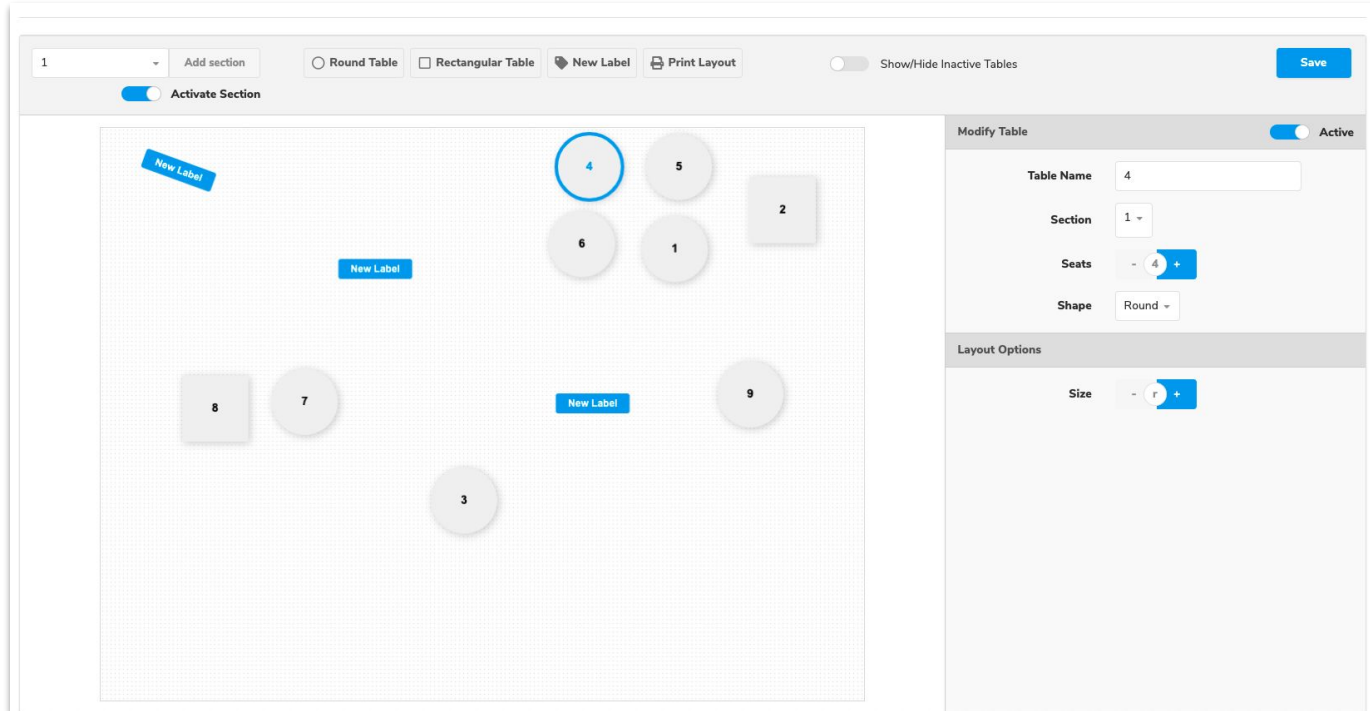 1
Add section
Round Table
Rectangular Table
New Label
Print Layout
Show/Hide Inactive Tables
Save
Activate Section
New Label
4
5
2
6
1
New Label
8
7
New Label
9
3
Modify Table
Active
Table Name
4
Section
1
Seats
- 4 +
Shape
Round
Layout Options
Size
- r +